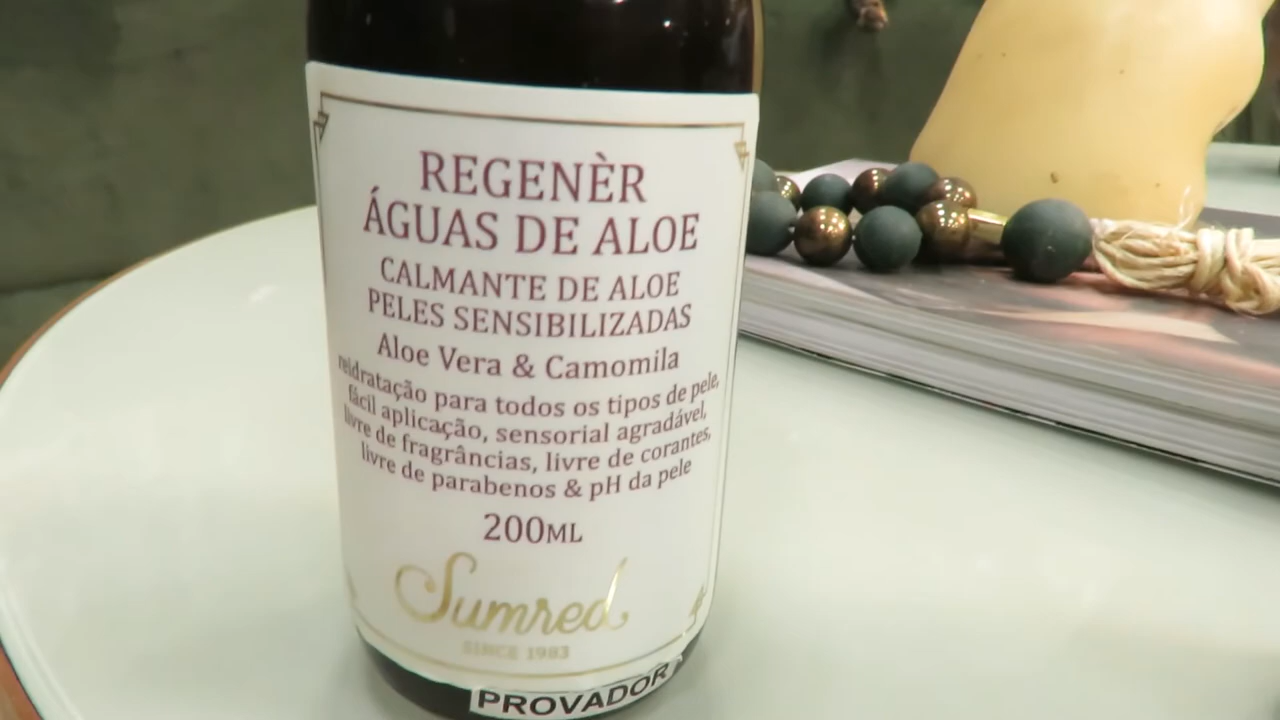 REGENÈR
ÁGUAS DE ALOE
CALMANTE DE ALOE
PELES SENSIBILIZADAS
Aloe Vera & Camomila
reidratação para todos os tipos de pele,
fácil aplicação, sensorial agradável,
livre de fragrâncias, livre de corantes,
livre de parabenos & pH da pele
200ML
Sumred
SINCE 1983
PROVADOR